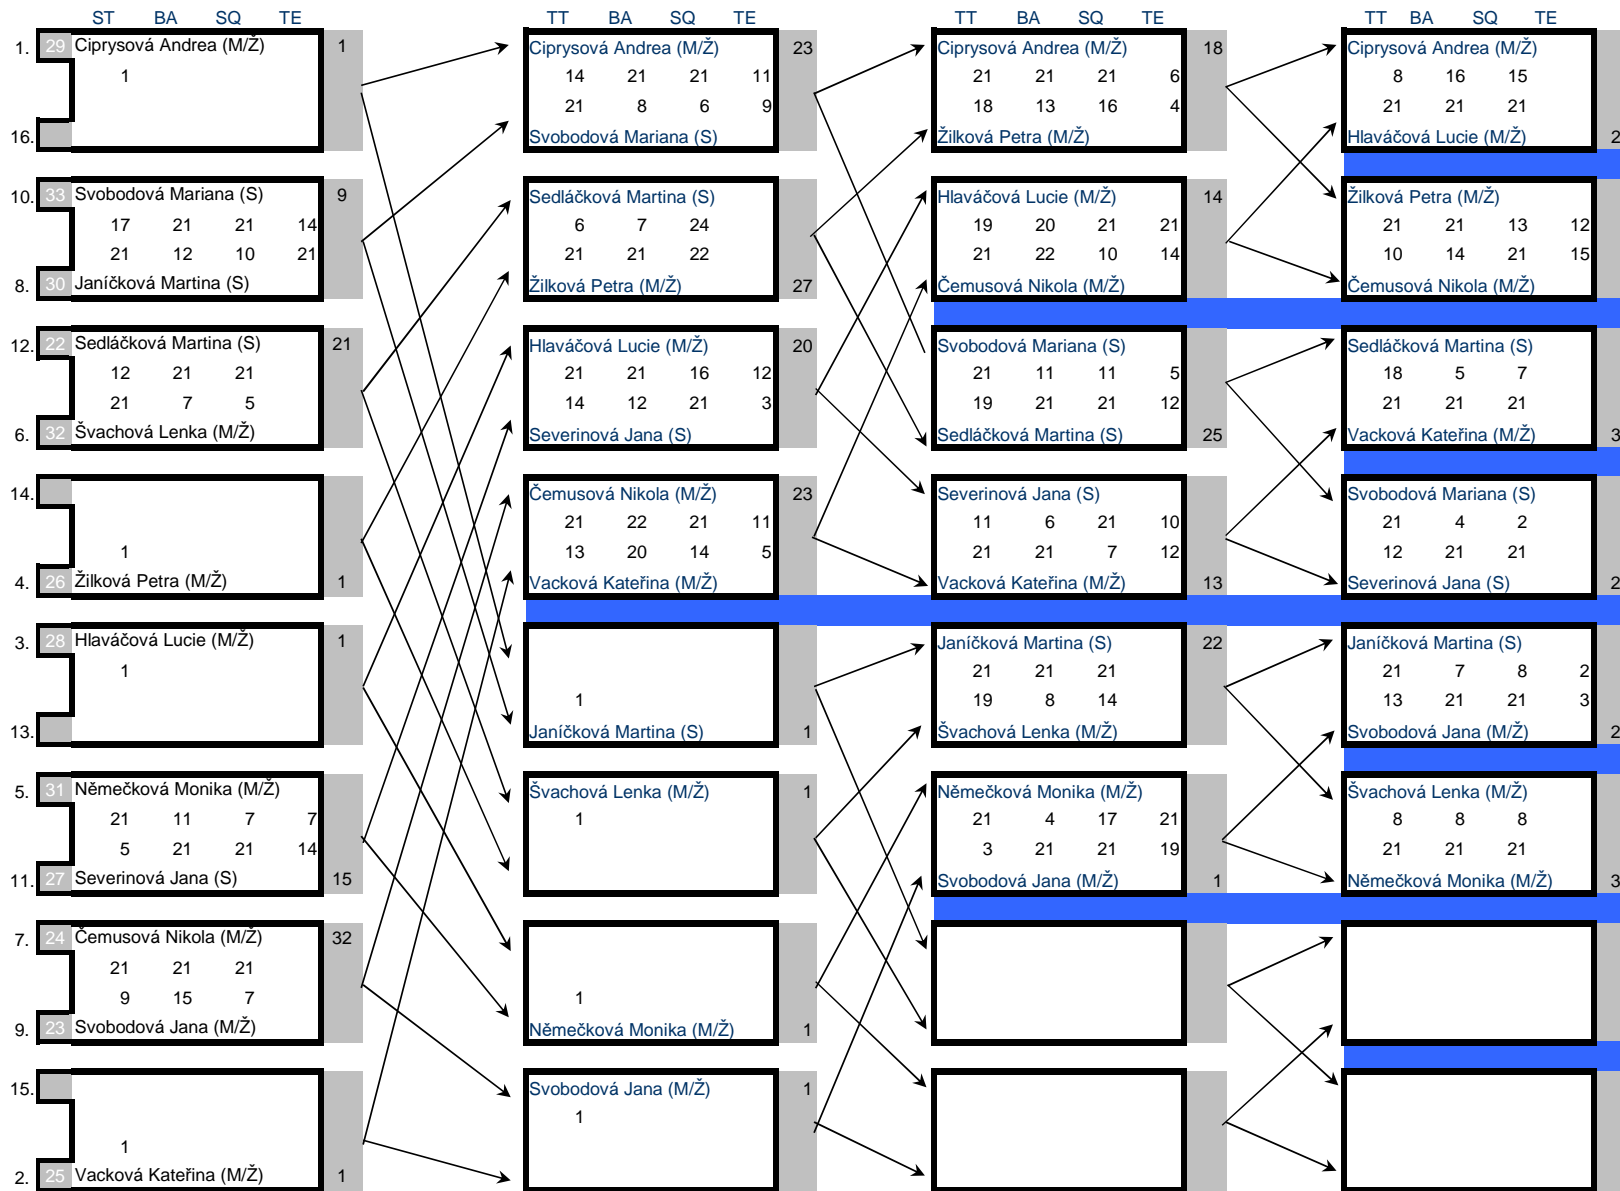 ST BA SQ TE
1. 29 Ciprysová Andrea (M/Ž) 1
1
16.
10. 33 Svobodová Mariana (S) 9
17 21 21 14
21 12 10 21
8. 30 Janíčková Martina (S)
12. 22 Sedláčková Martina (S) 21
12 21 21
21 7 5
6. 32 Švachová Lenka (M/Ž)
14.
1
4. 26 Žilková Petra (M/Ž) 1
3. 28 Hlaváčová Lucie (M/Ž) 1
1
13.
5. 31 Němečková Monika (M/Ž)
21 11 7 7
5 21 21 14
11. 27 Severinová Jana (S) 15
7. 24 Čemusová Nikola (M/Ž) 32
21 21 21
9 15 7
9. 23 Svobodová Jana (M/Ž)
15.
1
2. 25 Vacková Kateřina (M/Ž) 1
TT BA SQ TE
Ciprysová Andrea (M/Ž) 23
14 21 21 11
21 8 6 9
Svobodová Mariana (S)
Sedláčková Martina (S)
6 7 24
21 21 22
Žilková Petra (M/Ž) 27
Hlaváčová Lucie (M/Ž) 20
21 21 16 12
14 12 21 3
Severinová Jana (S)
Čemusová Nikola (M/Ž) 23
21 22 21 11
13 20 14 5
Vacková Kateřina (M/Ž)
1
Janíčková Martina (S) 1
Švachová Lenka (M/Ž) 1
1
1
Němečková Monika (M/Ž) 1
Svobodová Jana (M/Ž) 1
1
TT BA SQ TE
Ciprysová Andrea (M/Ž) 18
21 21 21 6
18 13 16 4
Žilková Petra (M/Ž)
Hlaváčová Lucie (M/Ž) 14
19 20 21 21
21 22 10 14
Čemusová Nikola (M/Ž)
Svobodová Mariana (S)
21 11 11 5
19 21 21 12
Sedláčková Martina (S) 25
Severinová Jana (S)
11 6 21 10
21 21 7 12
Vacková Kateřina (M/Ž) 13
Janíčková Martina (S) 22
21 21 21
19 8 14
Švachová Lenka (M/Ž)
Němečková Monika (M/Ž)
21 4 17 21
3 21 21 19
Svobodová Jana (M/Ž) 1
TT BA SQ TE
Ciprysová Andrea (M/Ž)
8 16 15
21 21 21
Hlaváčová Lucie (M/Ž) 2
Žilková Petra (M/Ž)
21 21 13 12
10 14 21 15
Čemusová Nikola (M/Ž)
Sedláčková Martina (S)
18 5 7
21 21 21
Vacková Kateřina (M/Ž) 3
Svobodová Mariana (S)
21 4 2
12 21 21
Severinová Jana (S) 2
Janíčková Martina (S)
21 7 8 2
13 21 21 3
Svobodová Jana (M/Ž) 2
Švachová Lenka (M/Ž)
8 8 8
21 21 21
Němečková Monika (M/Ž) 3